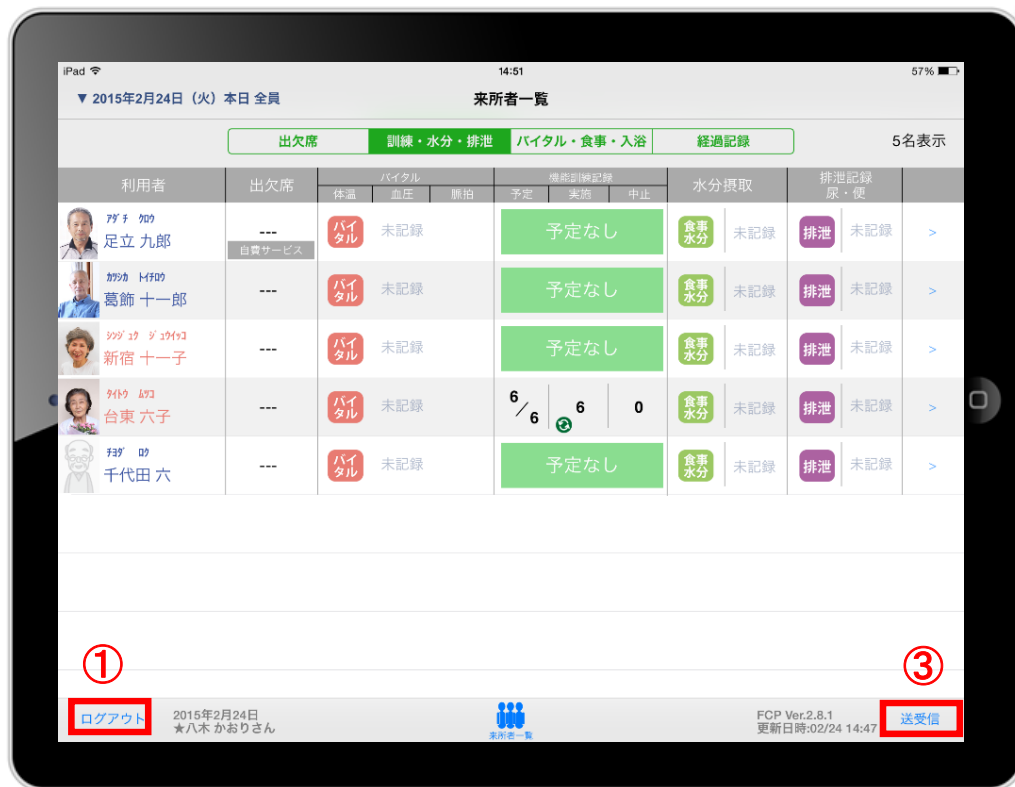 iPad 14:51 57%
▼ 2015年2月24日（火）本日 全員 来所者一覧
出欠席 訓練・水分・排泄 バイタル・食事・入浴 経過記録 5名表示
利用者 出欠席 バイタル 機能訓練記録 水分摂取 排泄記録
体温 血圧 脈拍 予定 実施 中止 尿・便
ｱﾀﾞﾁ ｸﾛｳ
足立 九郎 --- バイタル 未記録 予定なし 食事水分 未記録 排泄 未記録 >
自費サービス
ｶﾂｼｶ ﾄｲﾁﾛｳ
葛飾 十一郎 --- バイタル 未記録 予定なし 食事水分 未記録 排泄 未記録 >
ｼﾝｼﾞｭｸ ｼﾞｭｳｲｯｺ
新宿 十一子 --- バイタル 未記録 予定なし 食事水分 未記録 排泄 未記録 >
ﾀｲﾄｳ ﾑﾂｺ
台東 六子 --- バイタル 未記録 6/6 6 0 食事水分 未記録 排泄 未記録 >
ﾁﾖﾀﾞ ﾛｸ
千代田 六 --- バイタル 未記録 予定なし 食事水分 未記録 排泄 未記録 >
① ③
ログアウト 2015年2月24日 FCP Ver.2.8.1 送受信
★八木 かおりさん 来所者一覧 更新日時:02/24 14:47